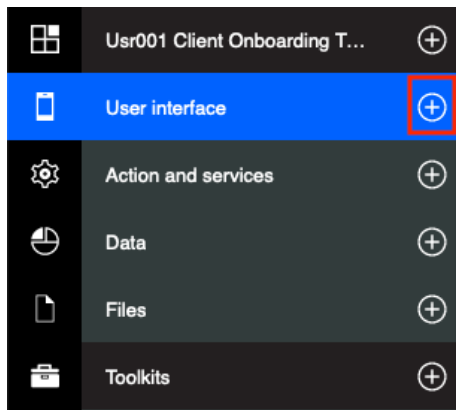 Usr001 Client Onboarding T...
User interface
Action and services
Data
Files
Toolkits